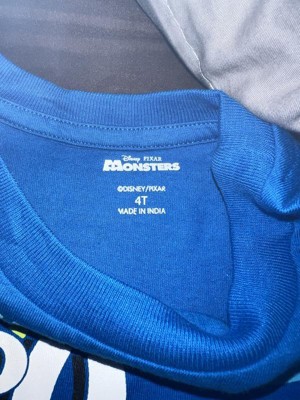 Disney PIXAR
MONSTERS
©DISNEY/PIXAR
4T
MADE IN INDIA